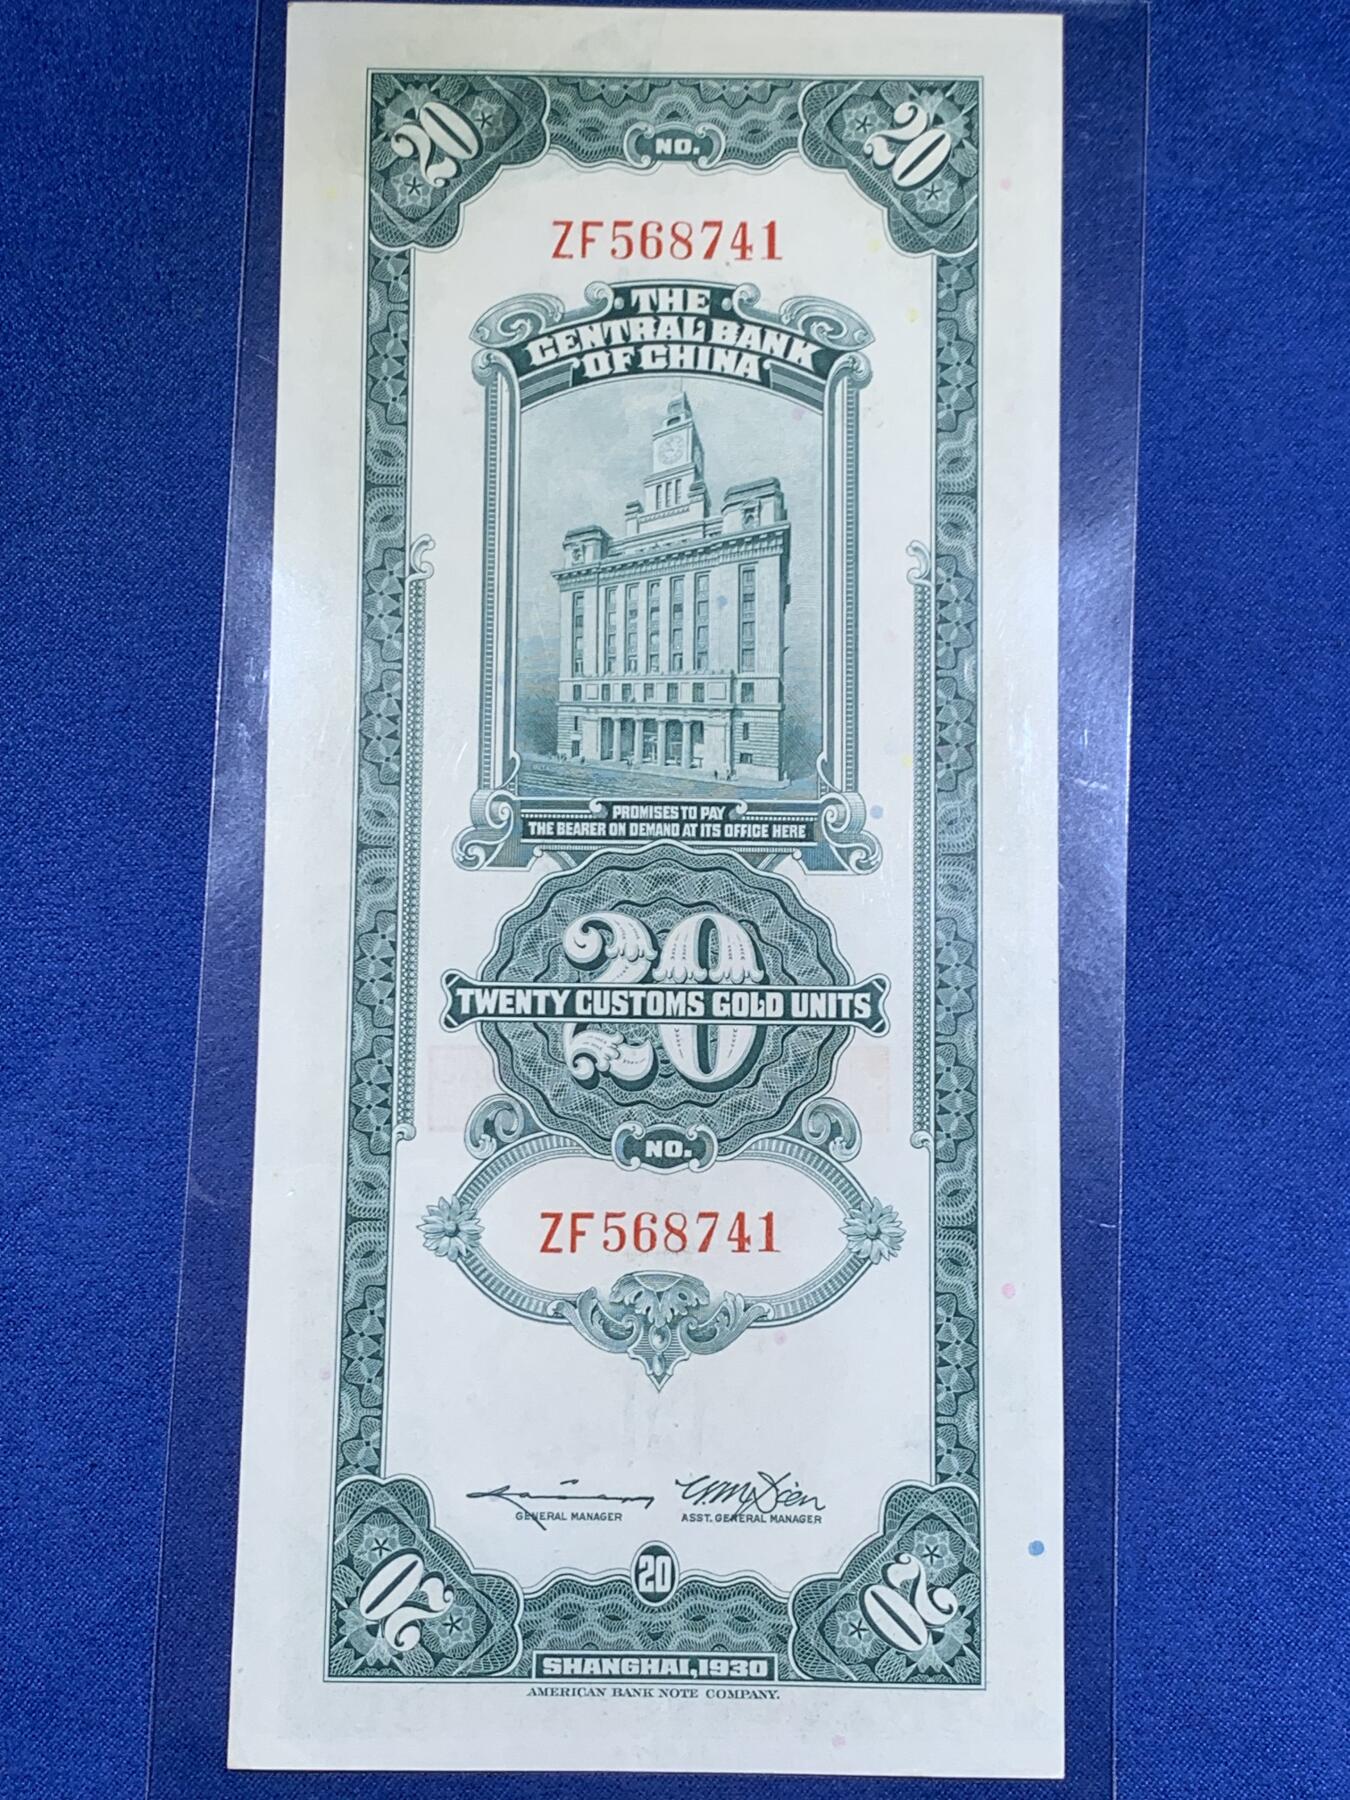 20
NO.
20
ZF568741
THE
CENTRAL BANK
OF CHINA
PROMISES TO PAY
THE BEARER ON DEMAND AT ITS OFFICE HERE
20
TWENTY CUSTOMS GOLD UNITS
NO.
ZF568741
GENERAL MANAGER
ASST. GENERAL MANAGER
20
20
20
SHANGHAI, 1930
AMERICAN BANK NOTE COMPANY.